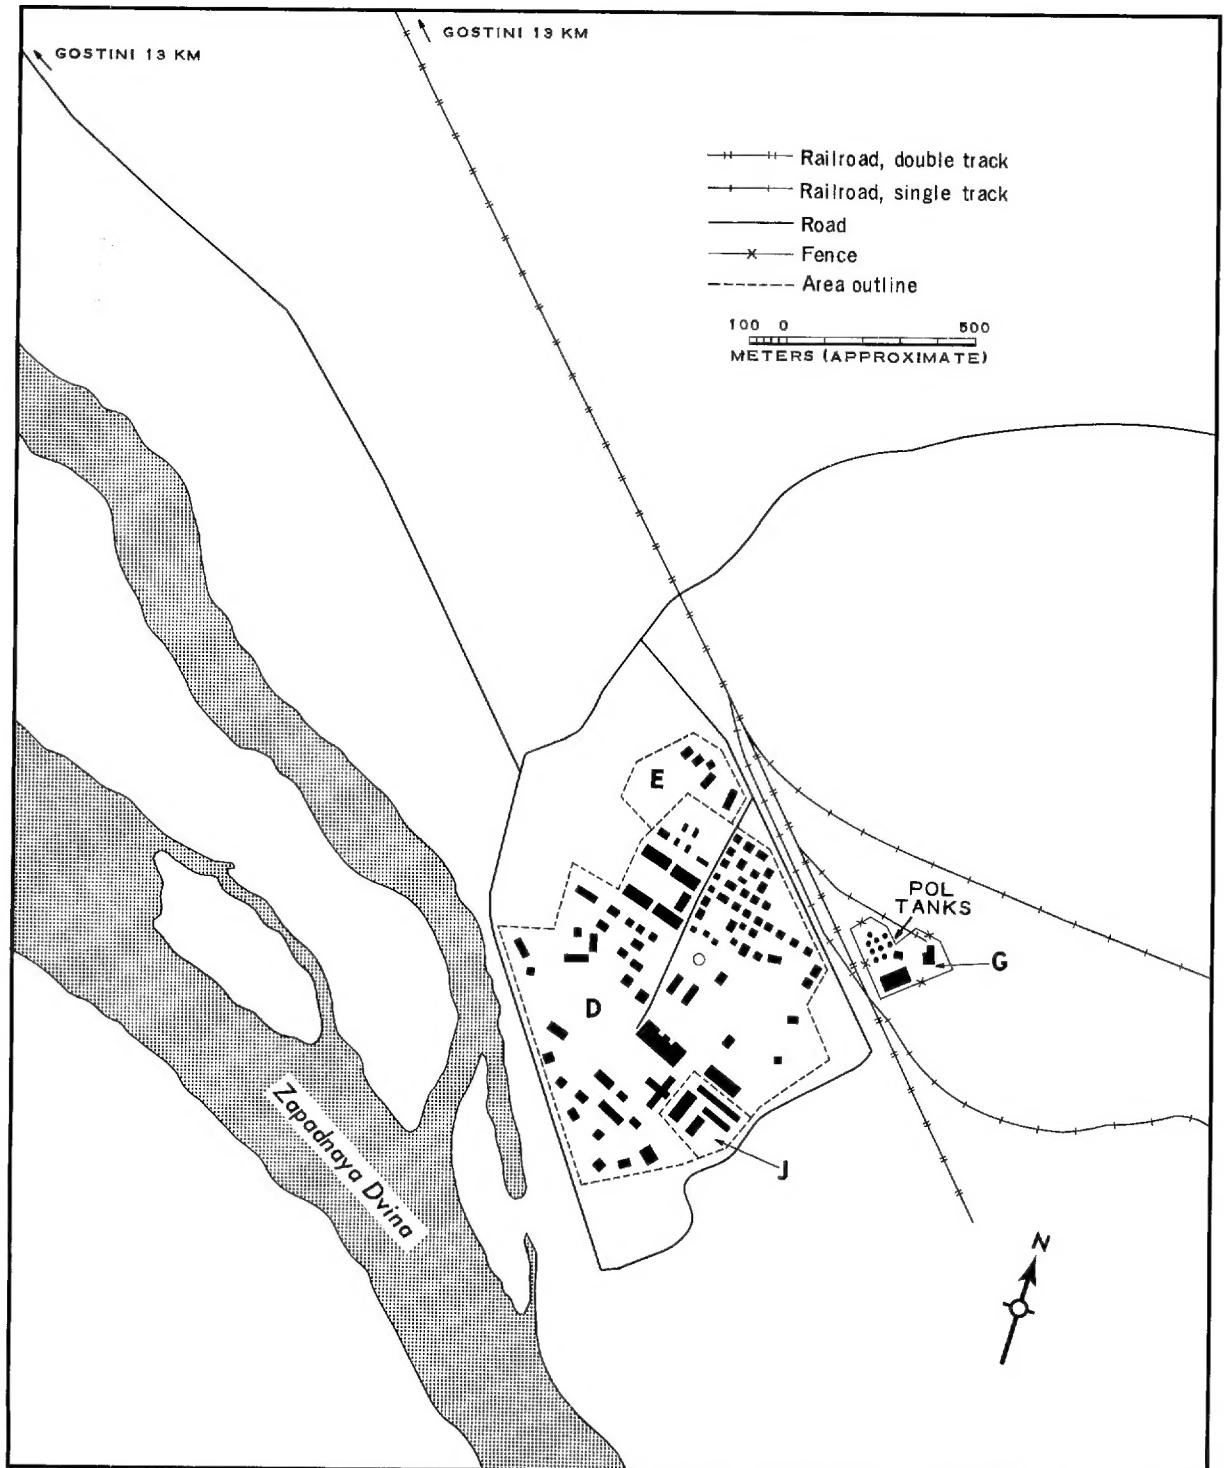 GOSTINI 13 KM
GOSTINI 13 KM
Railroad, double track
Railroad, single track
Road
Fence
Area outline
100 0 500
METERS (APPROXIMATE)
E
POL
TANKS
G
D
Zapadnaya Dvina
J
N